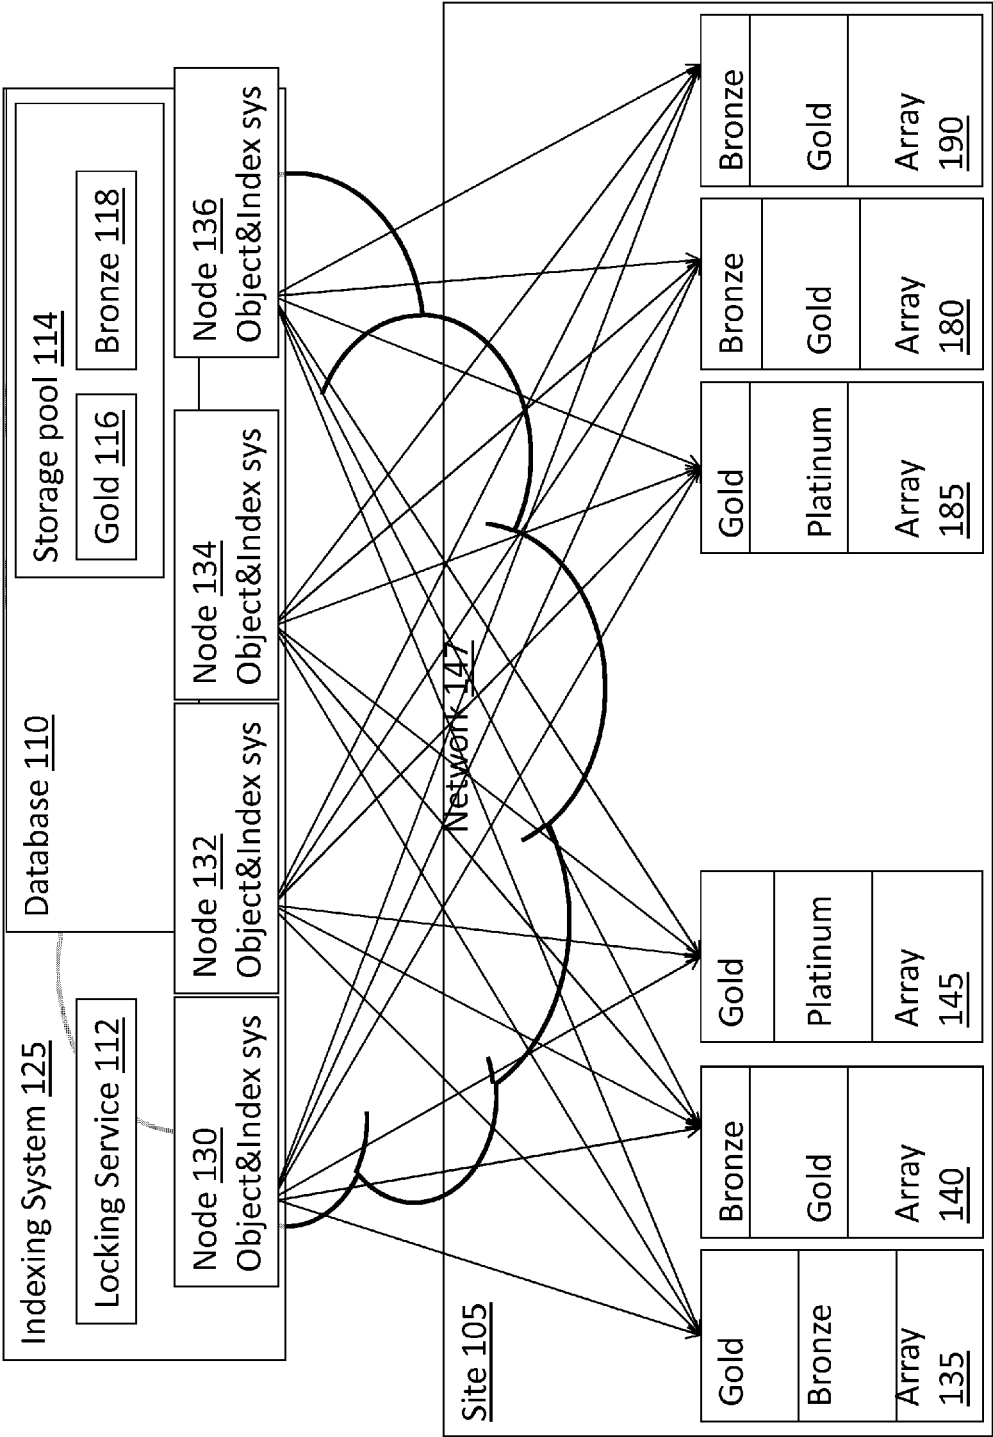 Indexing System 125
Locking Service 112
Database 110
Storage pool 114
Gold 116
Bronze 118
Node 130
Object&Index sys
Node 132
Object&Index sys
Node 134
Object&Index sys
Node 136
Object&Index sys
Network 147
Site 105
Gold
Bronze
Array
135
Bronze
Gold
Array
140
Gold
Platinum
Array
145
Gold
Platinum
Array
185
Bronze
Gold
Array
180
Bronze
Gold
Array
190